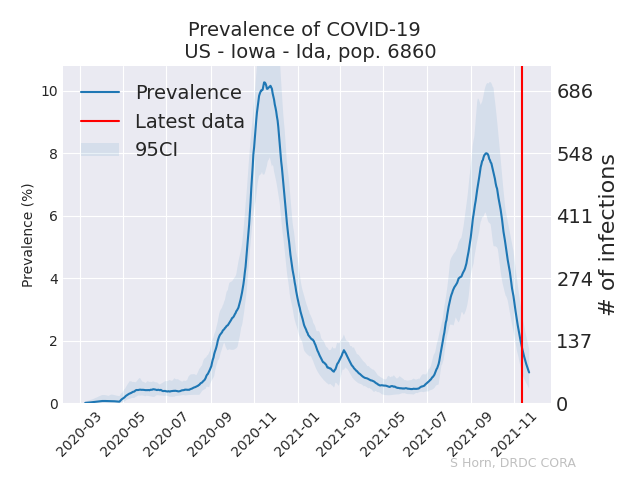 Prevalence of COVID-19
US - Iowa - Ida, pop. 6860
Prevalence
Latest data
95CI
Prevalence (%)
10
8
6
4
2
0
686
548
411
274
137
0
# of infections
2020-03
2020-05
2020-07
2020-09
2020-11
2021-01
2021-03
2021-05
2021-07
2021-09
2021-11
S Horn, DRDC CORA